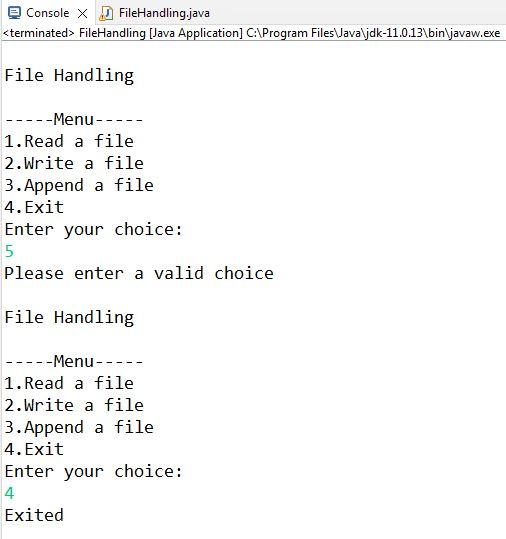 Console FileHandling.java
<terminated> FileHandling [Java Application] C:\Program Files\Java\jdk-11.0.13\bin\javaw.exe
File Handling
-----Menu-----
1.Read a file
2.Write a file
3.Append a file
4.Exit
Enter your choice:
5
Please enter a valid choice
File Handling
-----Menu-----
1.Read a file
2.Write a file
3.Append a file
4.Exit
Enter your choice:
4
Exited